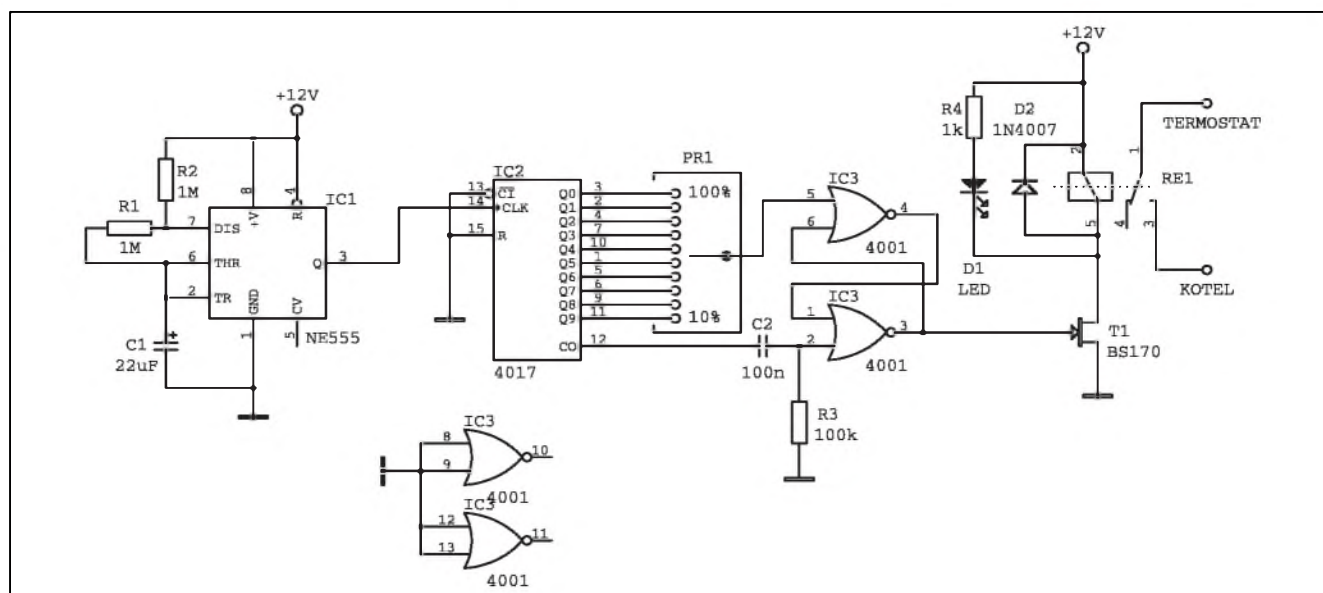 +12V
R2
1M
R1
1M
IC1
8
4
+V
R
7
DIS
6
THR
Q
3
2
TR
GND
CV
1
5
NE555
C1
+
22uF
IC2
13
CI
14
CLK
15
R
Q0
3
Q1
2
Q2
4
Q3
7
Q4
10
Q5
1
Q6
5
Q7
6
Q8
9
Q9
11
CO
12
4017
PR1
100%
10%
C2
100n
R3
100k
IC3
5
6
4
4001
IC3
1
2
3
4001
IC3
8
9
10
4001
IC3
12
13
11
4001
+12V
R4
1k
D2
1N4007
D1
LED
2
5
1
4
3
RE1
TERMOSTAT
KOTEL
T1
BS170